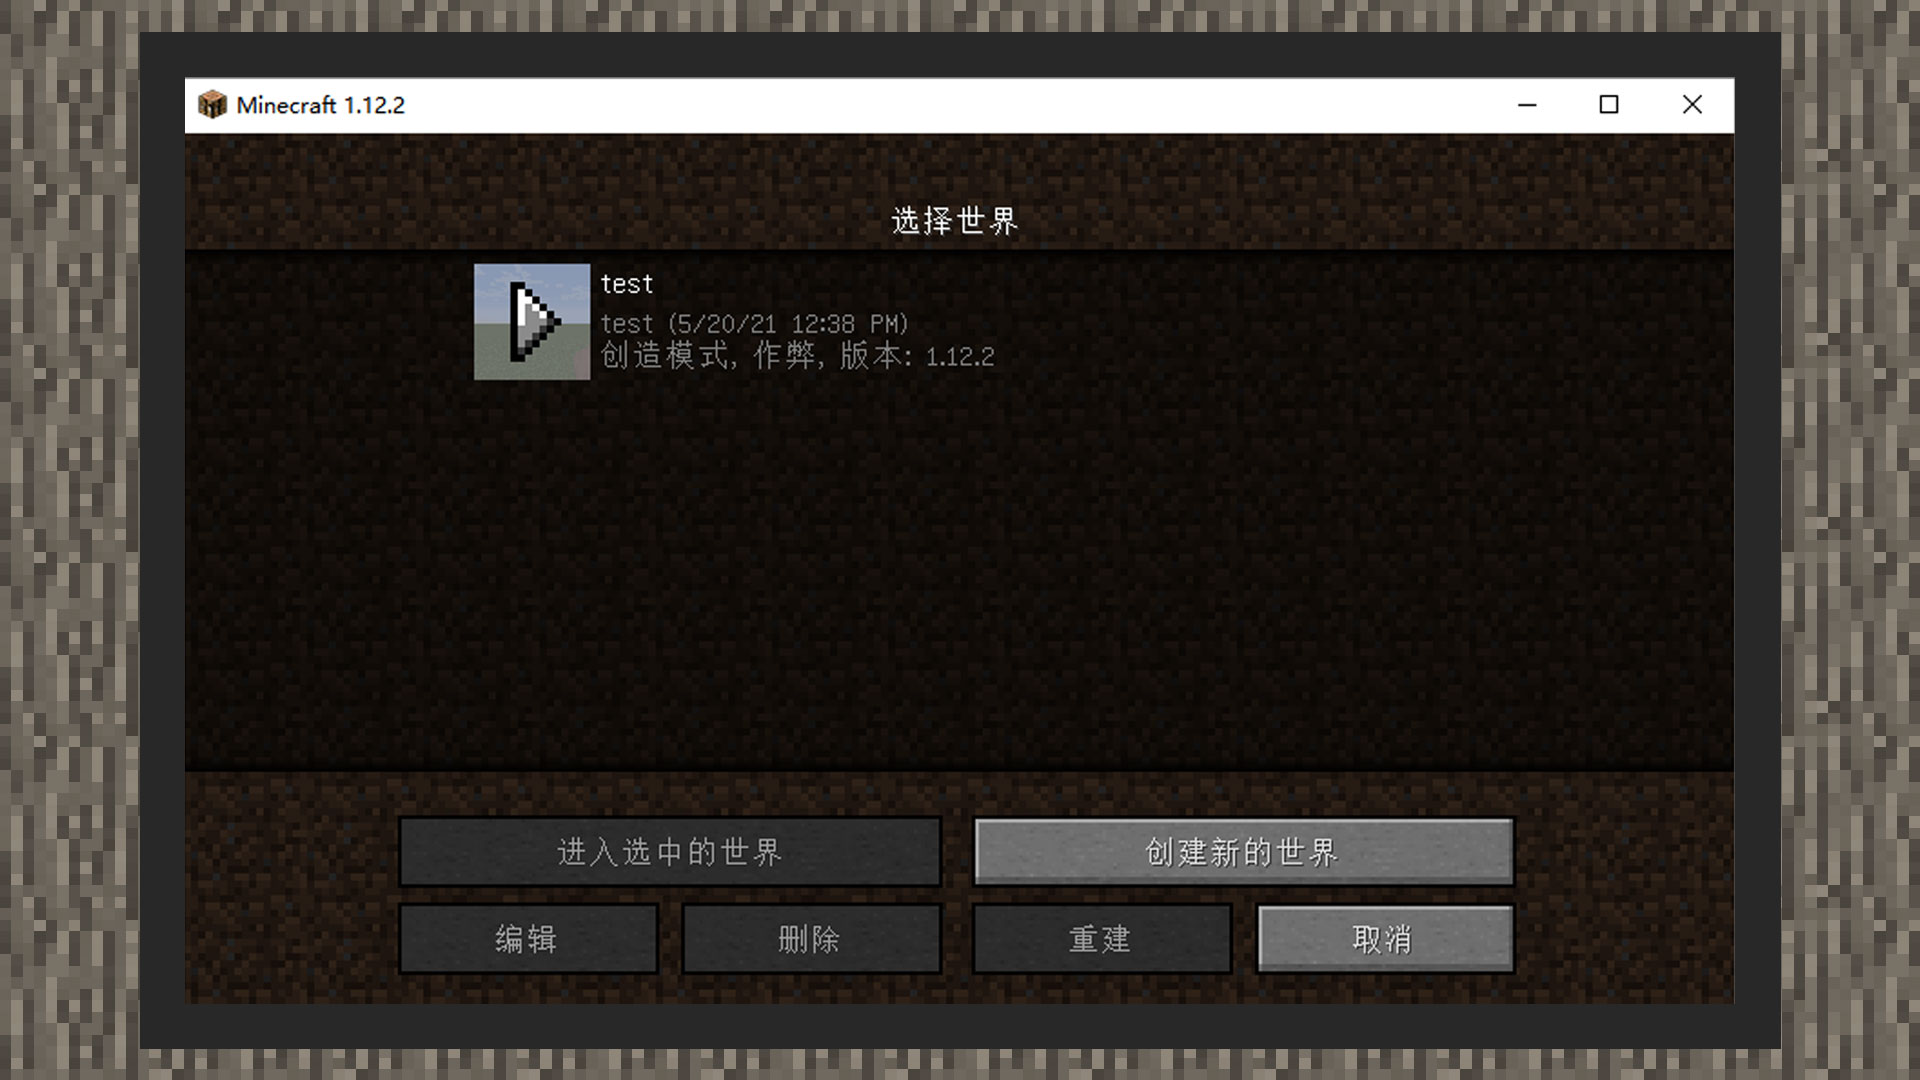 Minecraft 1.12.2
选择世界
test
test (5/20/21 12:38 PM)
创造模式, 作弊, 版本: 1.12.2
进入选中的世界
创建新的世界
编辑
删除
重建
取消